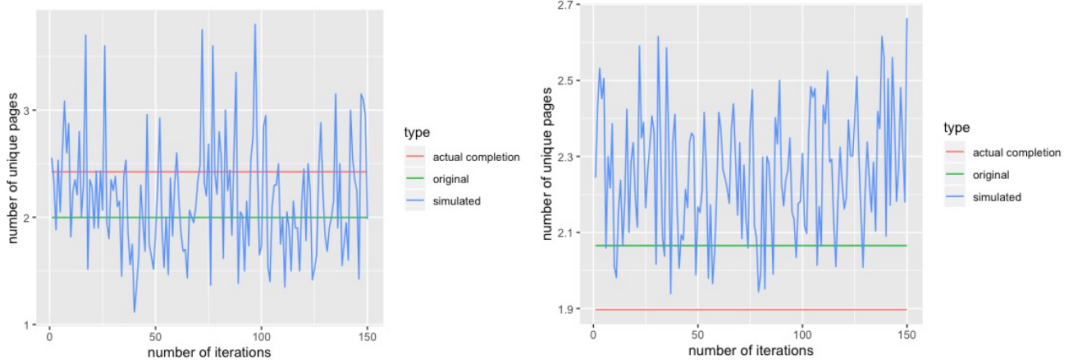 number of unique pages
3
2
1
0
50
100
150
number of iterations
type
actual completion
original
simulated
number of unique pages
2.7
2.5
2.3
2.1
1.9
0
50
100
150
number of iterations
type
actual completion
original
simulated